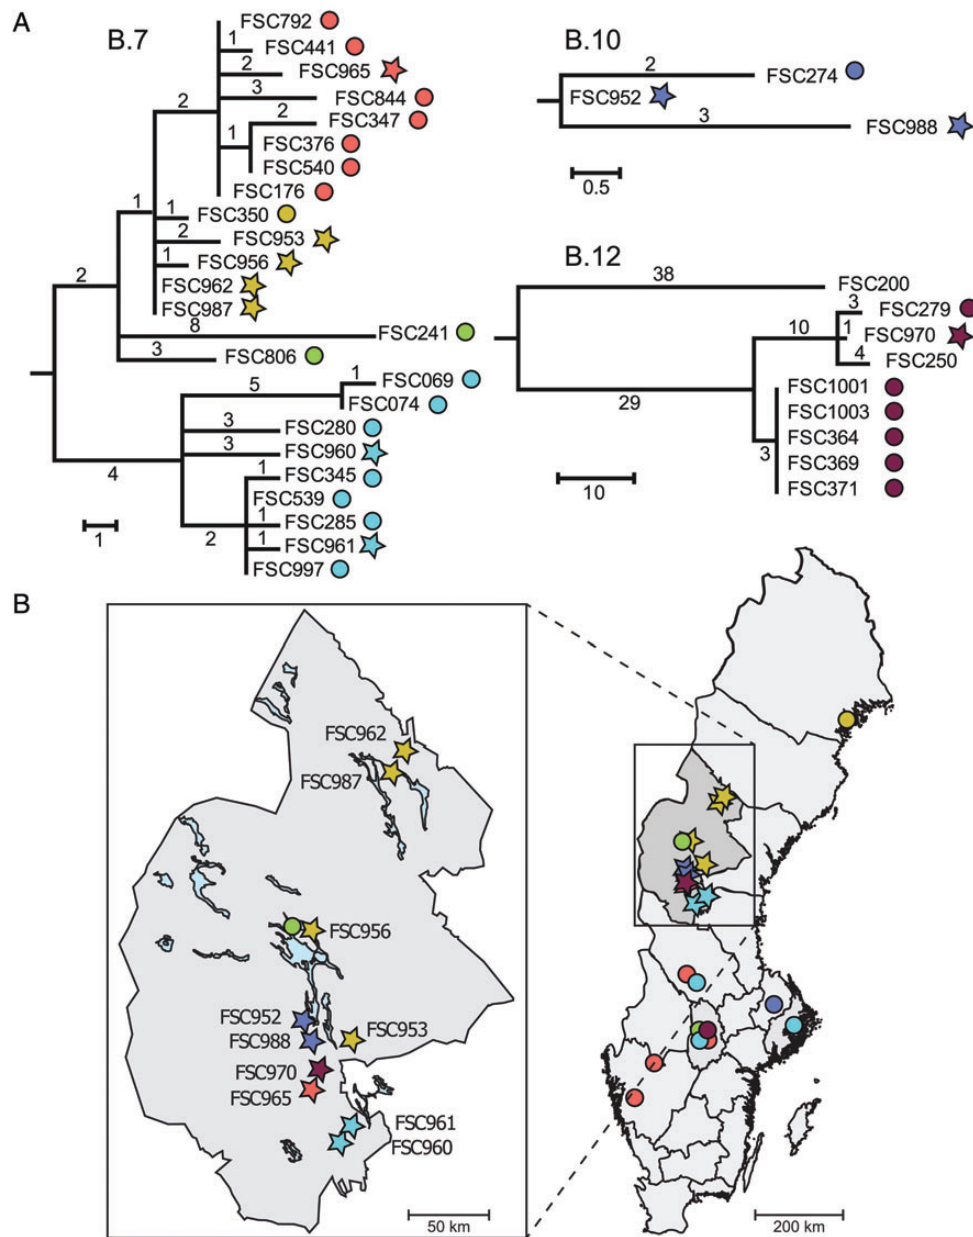 A
B.7
FSC792
1
FSC441
2
FSC965
2
3
FSC844
2
FSC347
1
FSC376
FSC540
FSC176
1
1
FSC350
2
FSC953
1
FSC956
2
FSC962
FSC987
8
FSC241
3
FSC806
1
FSC069
5
FSC074
3
FSC280
3
FSC960
4
1
FSC345
FSC539
1
FSC285
2
1
FSC961
FSC997
1
B.10
2
FSC274
FSC952
3
FSC988
0.5
B.12
38
FSC200
3
FSC279
10
1
FSC970
4
FSC250
29
FSC1001
FSC1003
FSC364
3
FSC369
FSC371
10
B
FSC962
FSC987
FSC956
FSC952
FSC988
FSC953
FSC970
FSC965
FSC961
FSC960
50 km
200 km